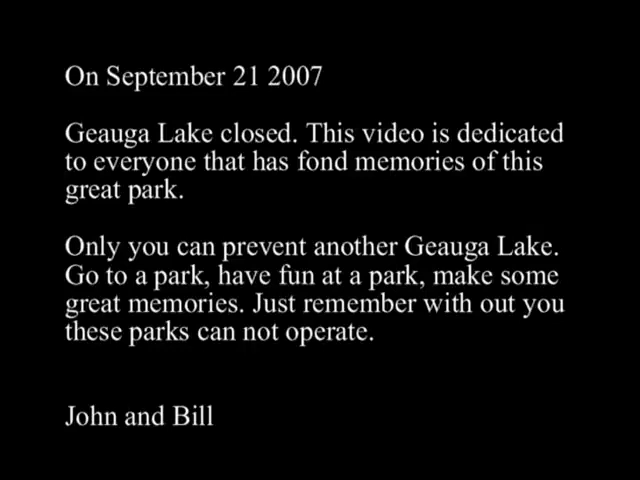 On September 21 2007
Geauga Lake closed. This video is dedicated
to everyone that has fond memories of this
great park.
Only you can prevent another Geauga Lake.
Go to a park, have fun at a park, make some
great memories. Just remember with out you
these parks can not operate.
John and Bill